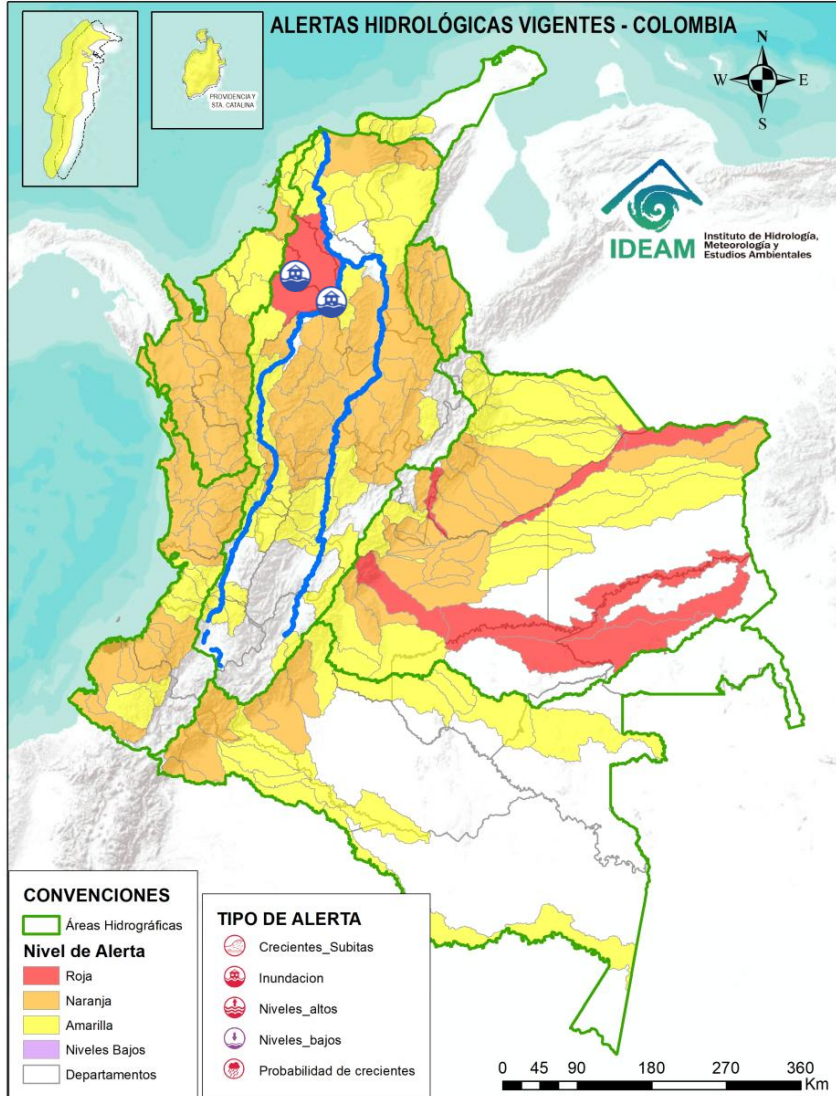 ALERTAS HIDROLÓGICAS VIGENTES - COLOMBIA
PROVIDENCIA Y
STA. CATALINA
N
W
E
S
IDEAM
Instituto de Hidrología,
Meteorología y
Estudios Ambientales
CONVENCIONES
Áreas Hidrográficas
Nivel de Alerta
Roja
Naranja
Amarilla
Niveles Bajos
Departamentos
TIPO DE ALERTA
Crecientes_Subitas
Inundacion
Niveles_altos
Niveles_bajos
Probabilidad de crecientes
0 45 90 180 270 360
Km